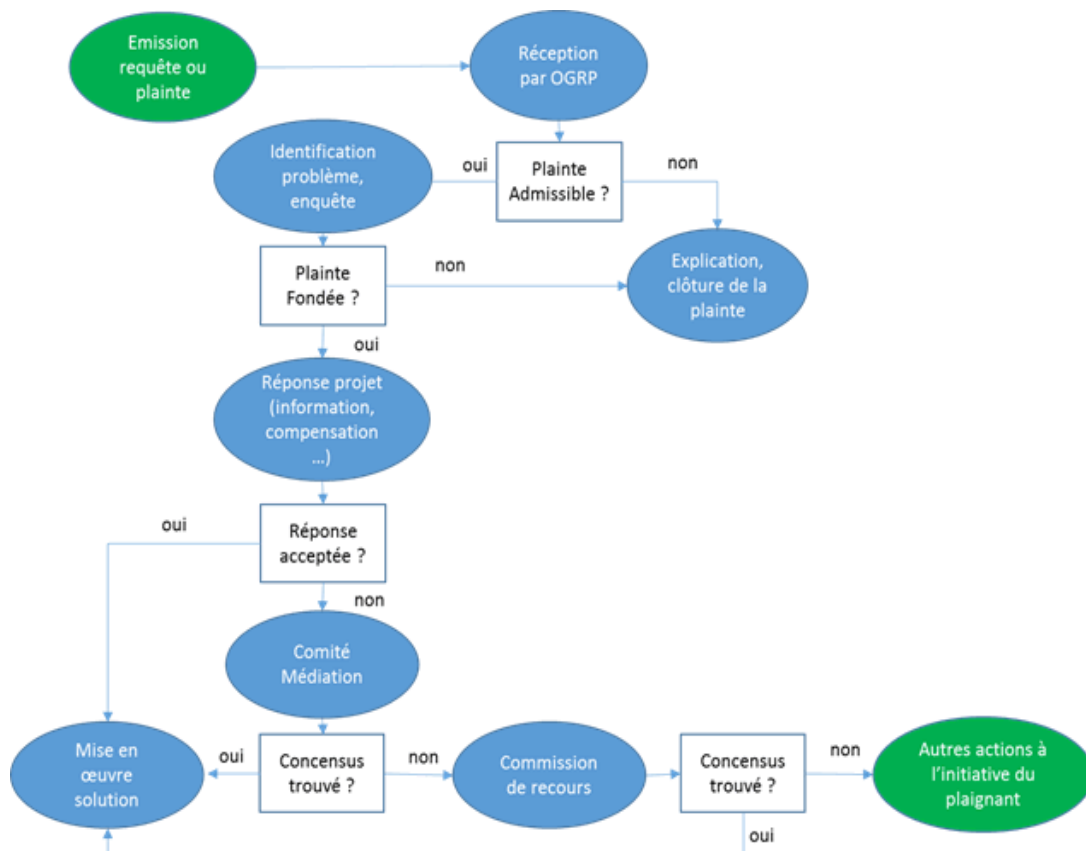 Emission
requête ou
plainte
Réception
par OGRP
Identification
problème,
enquête
oui
Plainte
Admissible ?
non
Plainte
Fondée ?
non
Explication,
clôture de la
plainte
oui
Réponse projet
(information,
compensation
…)
oui
Réponse
acceptée ?
non
Comité
Médiation
Mise en
œuvre
solution
oui
Concensus
trouvé ?
non
Commission
de recours
Concensus
trouvé ?
non
Autres actions à
l’initiative du
plaignant
oui